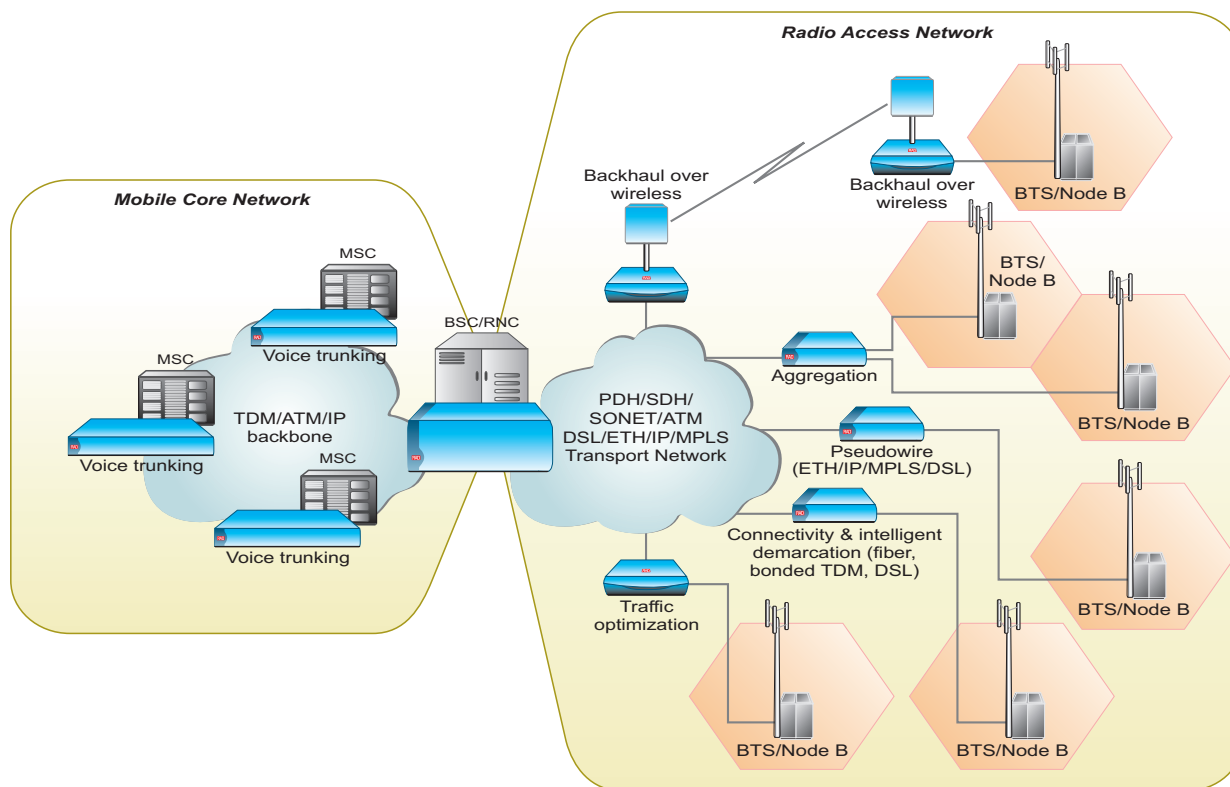 Radio Access Network
Backhaul over
wireless
Backhaul over
wireless
BTS/Node B
Mobile Core Network
MSC
Voice trunking
MSC
Voice trunking
TDM/ATM/IP
backbone
MSC
Voice trunking
BSC/RNC
PDH/SDH/
SONET/ATM
DSL/ETH/IP/MPLS
Transport Network
BTS/
Node B
Aggregation
BTS/Node B
Pseudowire
(ETH/IP/MPLS/DSL)
BTS/Node B
Connectivity & intelligent
demarcation (fiber,
bonded TDM, DSL)
BTS/Node B
Traffic
optimization
BTS/Node B